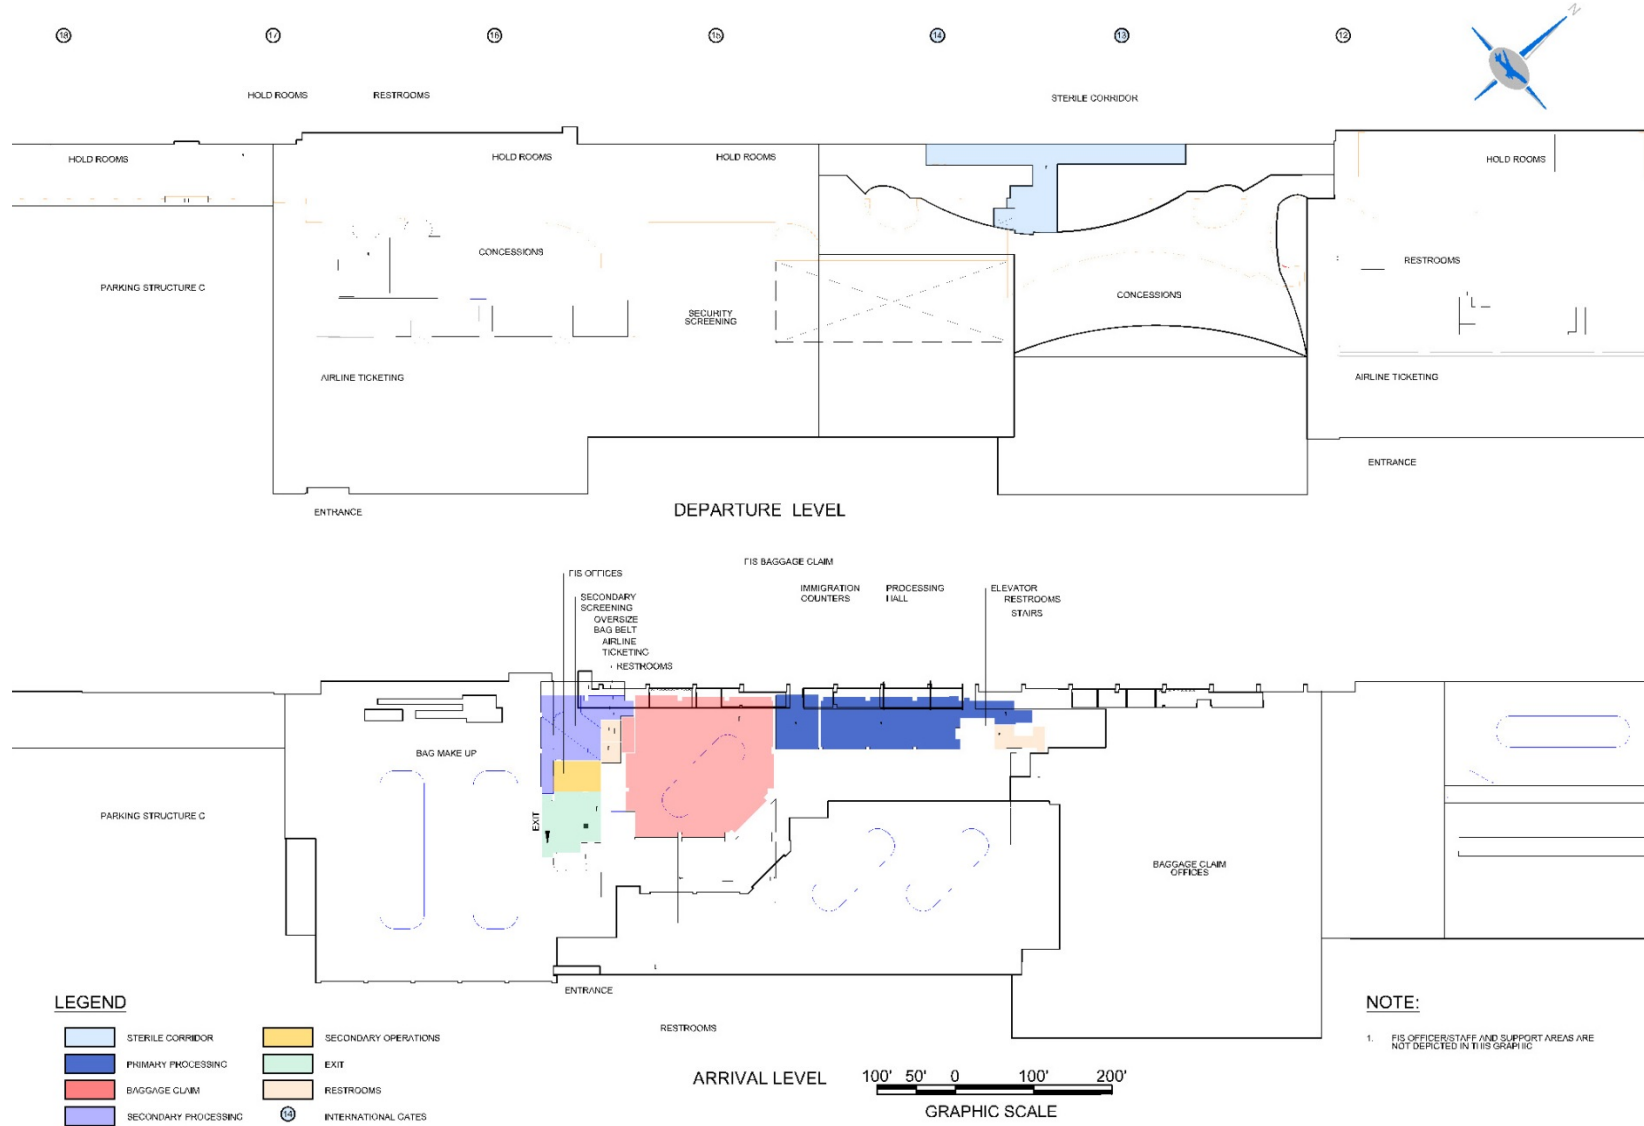 18 17 16 15 14 13 12
N
HOLD ROOMS RESTROOMS STERILE CORRIDOR
HOLD ROOMS HOLD ROOMS HOLD ROOMS HOLD ROOMS
CONCESSIONS
RESTROOMS
PARKING STRUCTURE C
CONCESSIONS
SECURITY
SCREENING
AIRLINE TICKETING AIRLINE TICKETING
ENTRANCE
ENTRANCE
DEPARTURE LEVEL
FIS BAGGAGE CLAIM
FIS OFFICES
IMMIGRATION
COUNTERS
PROCESSING
HALL
ELEVATOR
RESTROOMS
STAIRS
SECONDARY
SCREENING
OVERSIZE
BAG BELT
AIRLINE
TICKETING
RESTROOMS
BAG MAKE UP
PARKING STRUCTURE C
EXIT
BAGGAGE CLAIM
OFFICES
ENTRANCE
RESTROOMS
LEGEND
STERILE CORRIDOR
PRIMARY PROCESSING
BAGGAGE CLAIM
SECONDARY PROCESSING
SECONDARY OPERATIONS
EXIT
RESTROOMS
14 INTERNATIONAL GATES
ARRIVAL LEVEL
100' 50' 0 100' 200'
GRAPHIC SCALE
NOTE:
1. FIS OFFICER/STAFF AND SUPPORT AREAS ARE
NOT DEPICTED IN THIS GRAPHIC